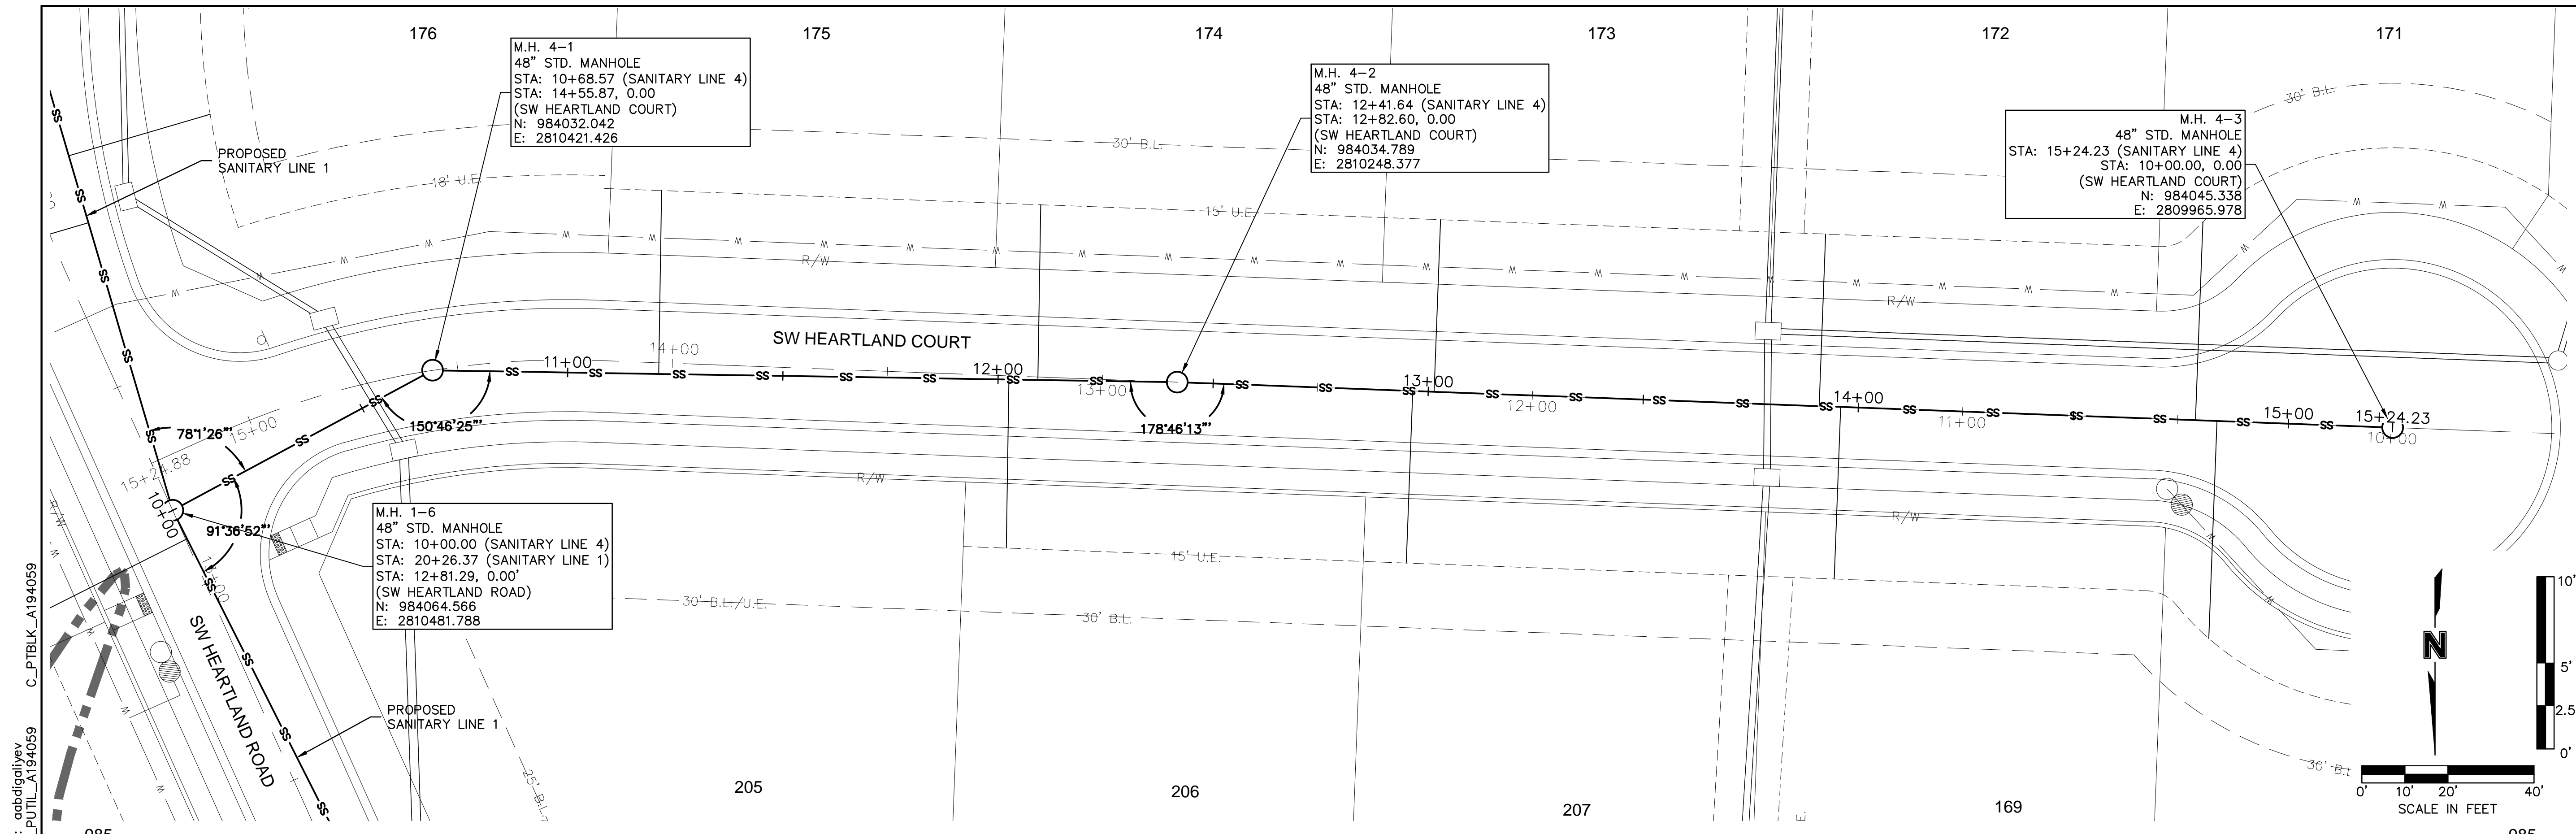 176
175
174
173
172
171
M.H. 4-1
48" STD. MANHOLE
STA: 10+68.57 (SANITARY LINE 4)
STA: 14+55.87, 0.00
(SW HEARTLAND COURT)
N: 984032.042
E: 2810421.426
M.H. 4-2
48" STD. MANHOLE
STA: 12+41.64 (SANITARY LINE 4)
STA: 12+82.60, 0.00
(SW HEARTLAND COURT)
N: 984034.789
E: 2810248.377
M.H. 4-3
48" STD. MANHOLE
STA: 15+24.23 (SANITARY LINE 4)
STA: 10+00.00, 0.00
(SW HEARTLAND COURT)
N: 984045.338
E: 2809965.978
PROPOSED
SANITARY LINE 1
30' B.L.
30' B.L.
18' U.E.
15' U.E.
R/W
R/W
SW HEARTLAND COURT
11+00
14+00
12+00
13+00
13+00
12+00
14+00
11+00
15+00
15+24.23
10+00
78°1'26"'
150°46'25"'
178°46'13"'
91°36'52"'
15+00
15+24.88
10+00
13+00
R/W
R/W
R/W
M.H. 1-6
48" STD. MANHOLE
STA: 10+00.00 (SANITARY LINE 4)
STA: 20+26.37 (SANITARY LINE 1)
STA: 12+81.29, 0.00'
(SW HEARTLAND ROAD)
N: 984064.566
E: 2810481.788
15' U.E.
30' B.L./U.E.
30' B.L.
SW HEARTLAND ROAD
PROPOSED
SANITARY LINE 1
25' B.L.
205
206
207
169
30' B.L
N
10'
5'
2.5
0'
0' 10' 20' 40'
SCALE IN FEET
: aabdigaliyev
C_PTBLK_A194059
_PUTIL_A194059
985
985